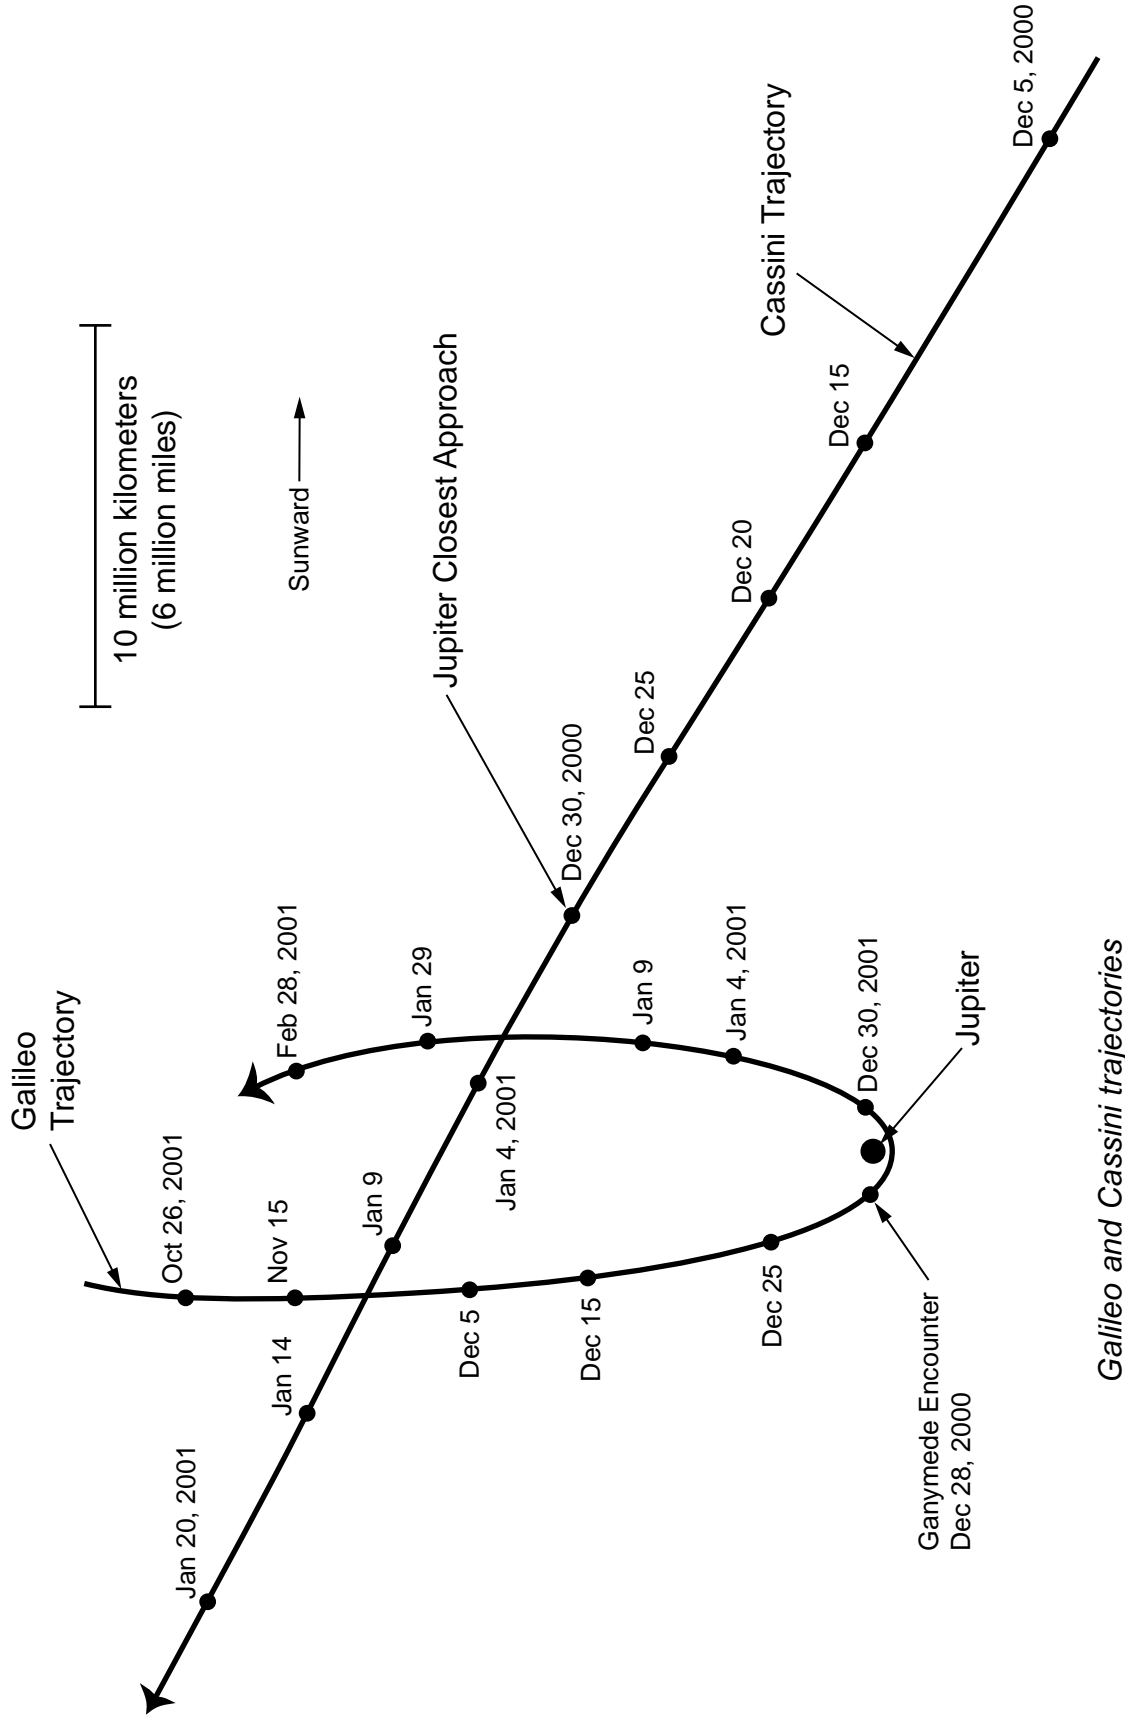 Galileo
Trajectory
Oct 26, 2001
Nov 15
Dec 5
Dec 15
Dec 25
Ganymede Encounter
Dec 28, 2000
Jupiter
Dec 30, 2001
Jan 4, 2001
Jan 9
Jan 29
Feb 28, 2001
10 million kilometers
(6 million miles)
Sunward
Jupiter Closest Approach
Cassini Trajectory
Dec 5, 2000
Dec 15
Dec 20
Dec 25
Dec 30, 2000
Jan 4, 2001
Jan 9
Jan 14
Jan 20, 2001
Galileo and Cassini trajectories